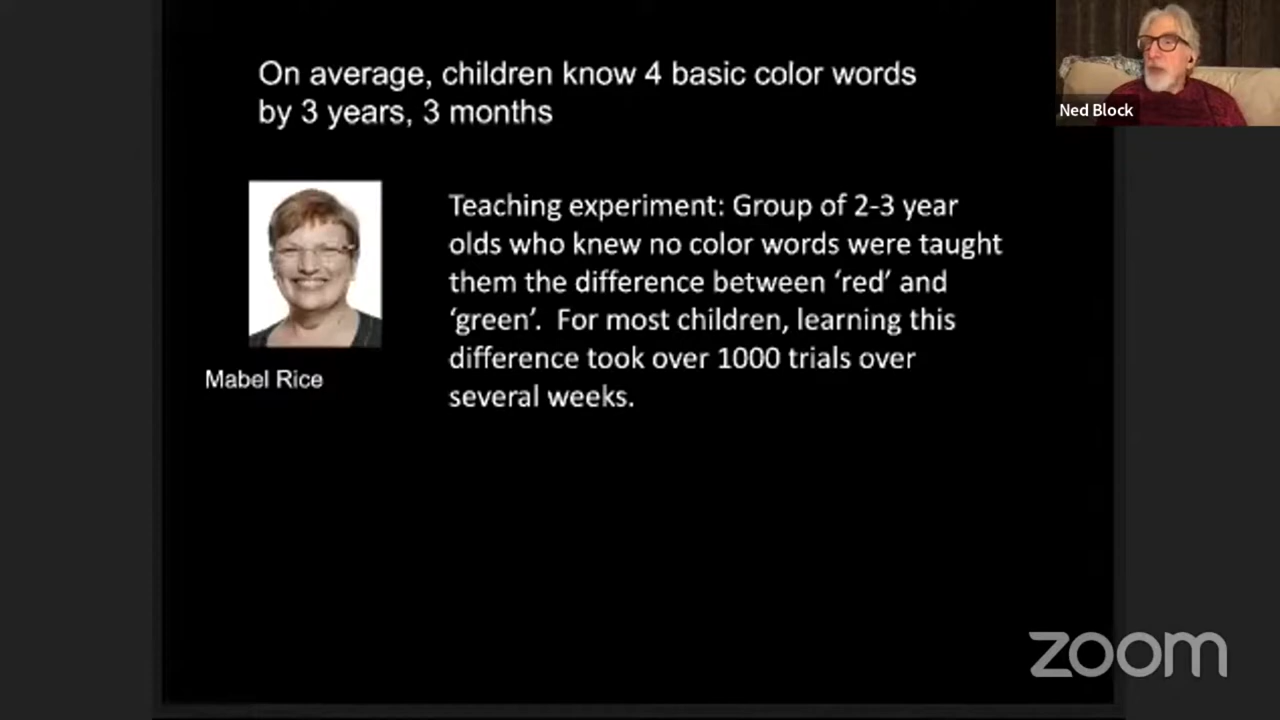 On average, children know 4 basic color words
by 3 years, 3 months
Ned Block
Teaching experiment: Group of 2-3 year
olds who knew no color words were taught
them the difference between ‘red’ and
‘green’.  For most children, learning this
difference took over 1000 trials over
several weeks.
Mabel Rice
zoom